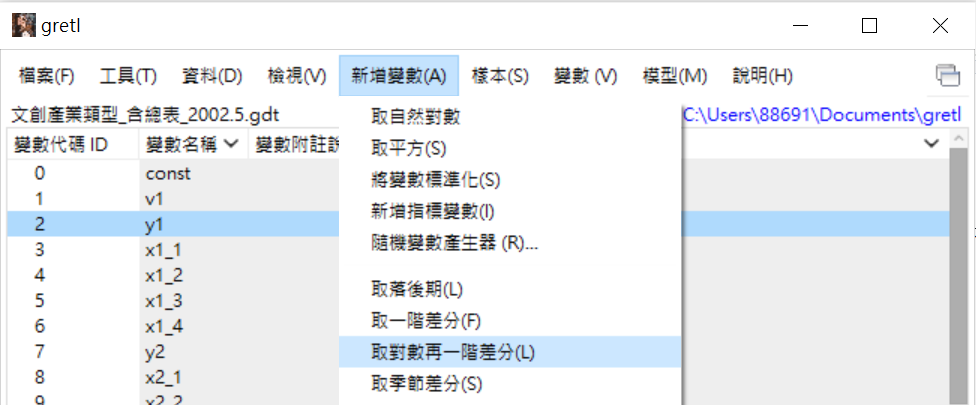 gretl
檔案(F) 工具(T) 資料(D) 檢視(V) 新增變數(A) 樣本(S) 變數 (V) 模型(M) 說明(H)
文創產業類型_含總表_2002.5.gdt
C:\Users\88691\Documents\gretl
變數代碼 ID 變數名稱 變數附註
0 const
1 v1
2 y1
3 x1_1
4 x1_2
5 x1_3
6 x1_4
7 y2
8 x2_1
9 x2_2
取自然對數
取平方(S)
將變數標準化(S)
新增指標變數(I)
隨機變數產生器 (R)...
取落後期(L)
取一階差分(F)
取對數再一階差分(L)
取季節差分(S)